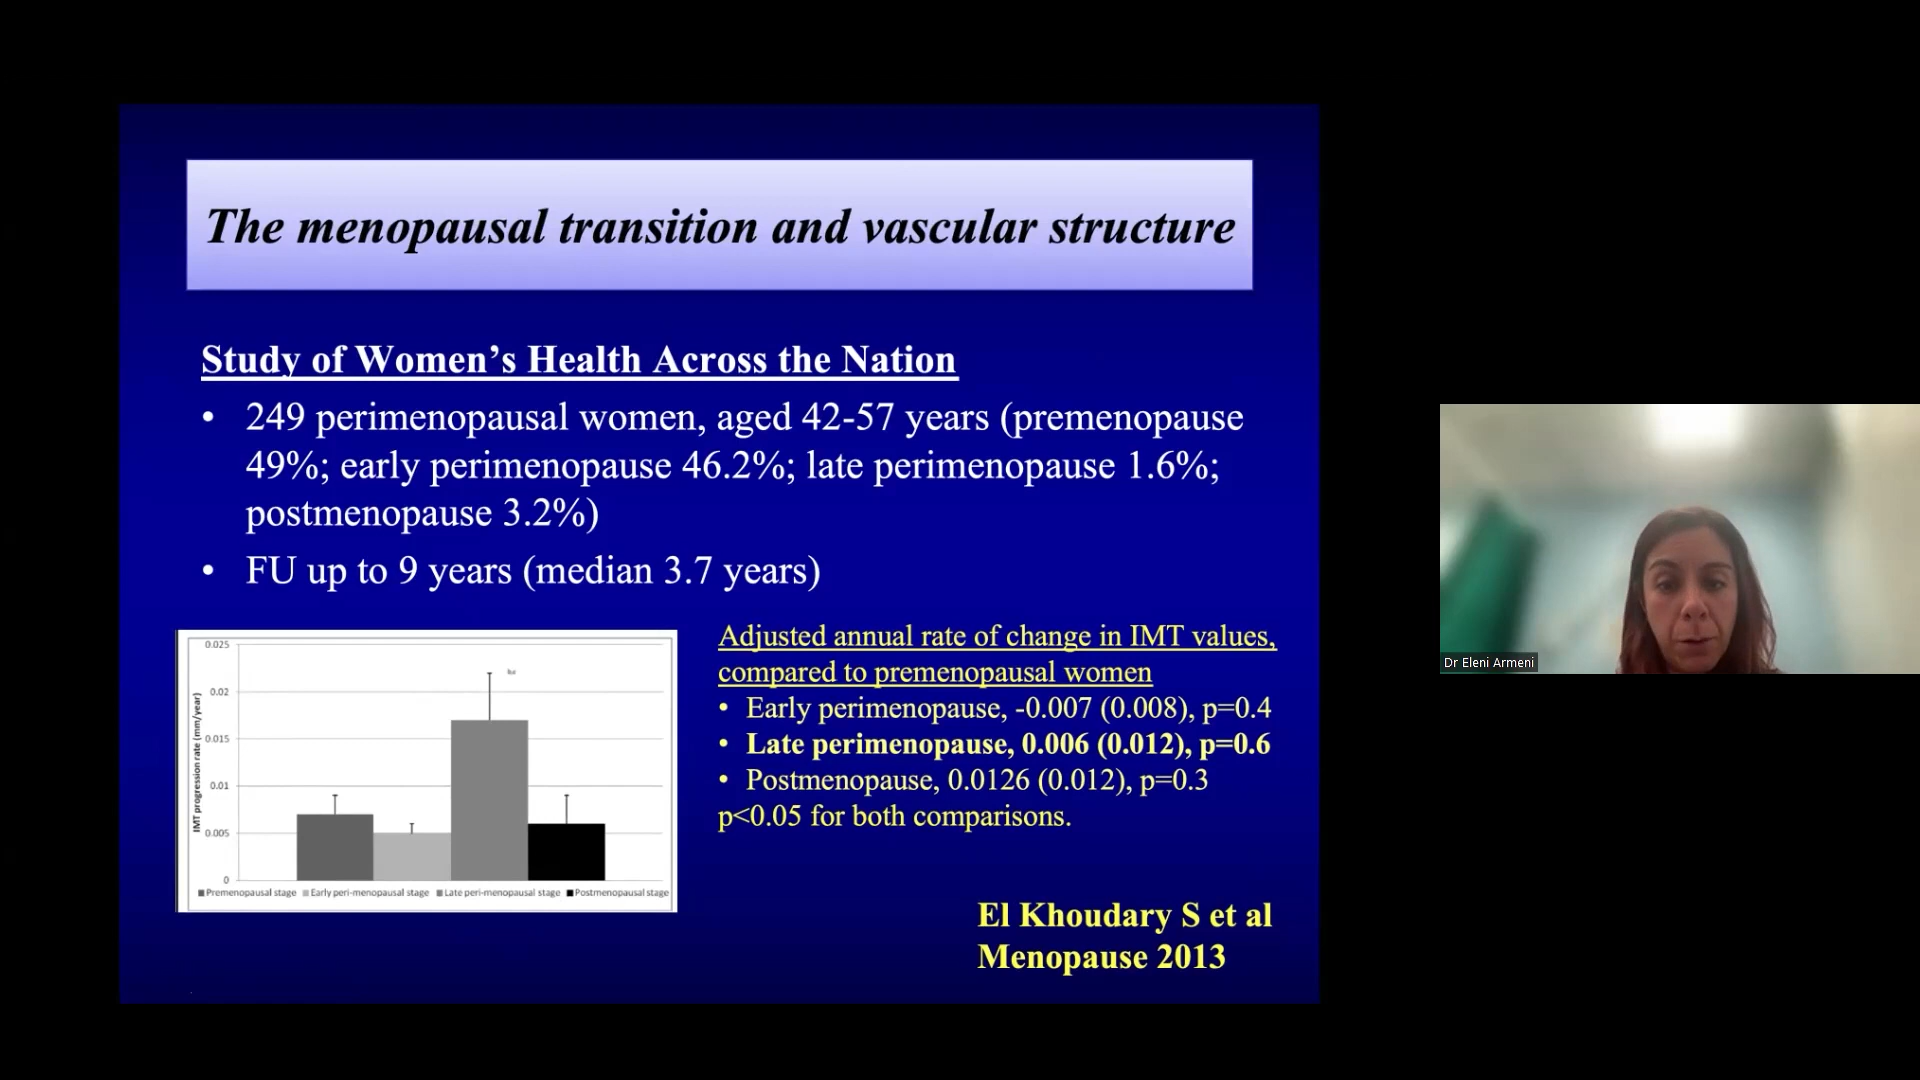 The menopausal transition and vascular structure
Study of Women’s Health Across the Nation
• 249 perimenopausal women, aged 42-57 years (premenopause
49%; early perimenopause 46.2%; late perimenopause 1.6%;
postmenopause 3.2%)
• FU up to 9 years (median 3.7 years)
0.025
0.02
0.015
0.01
0.005
0
IMT progression rate (mm/year)
Premenopausal stage Early peri-menopausal stage Late peri-menopausal stage Postmenopausal stage
Adjusted annual rate of change in IMT values,
compared to premenopausal women
• Early perimenopause, -0.007 (0.008), p=0.4
• Late perimenopause, 0.006 (0.012), p=0.6
• Postmenopause, 0.0126 (0.012), p=0.3
p<0.05 for both comparisons.
El Khoudary S et al
Menopause 2013
Dr Eleni Armeni